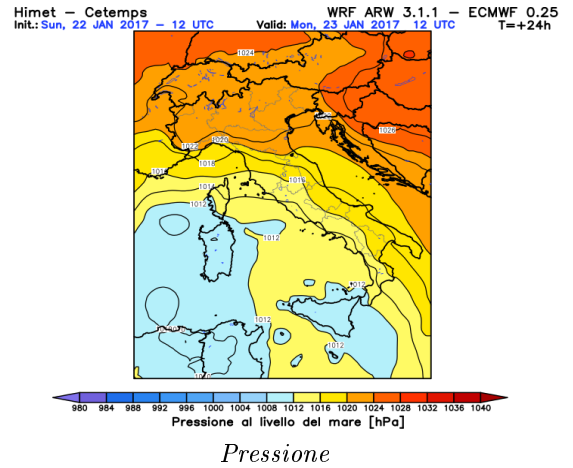 Himet – Cetemps WRF ARW 3.1.1 – ECMWF 0.25
Init.: Sun, 22 JAN 2017 – 12 UTC Valid: Mon, 23 JAN 2017 12 UTC T=+24h
1024
1026
1022
1020
1018
1016
1014
1012
1012
1012
1012
1012
1010
980 984 988 992 996 1000 1004 1008 1012 1016 1020 1024 1028 1032 1036 1040
Pressione al livello del mare [hPa]
Pressione